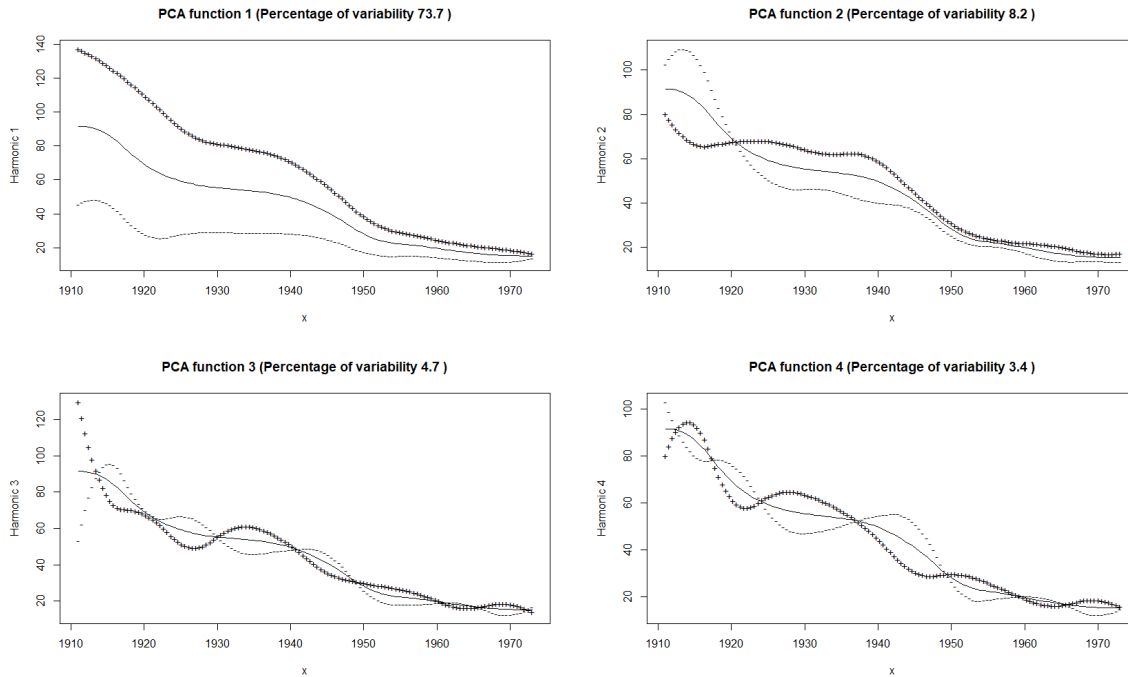 PCA function 1 (Percentage of variability 73.7 )
Harmonic 1
140
120
100
80
60
40
20
1910 1920 1930 1940 1950 1960 1970
x
PCA function 2 (Percentage of variability 8.2 )
Harmonic 2
100
80
60
40
20
1910 1920 1930 1940 1950 1960 1970
x
PCA function 3 (Percentage of variability 4.7 )
Harmonic 3
120
100
80
60
40
20
1910 1920 1930 1940 1950 1960 1970
x
PCA function 4 (Percentage of variability 3.4 )
Harmonic 4
100
80
60
40
20
1910 1920 1930 1940 1950 1960 1970
x